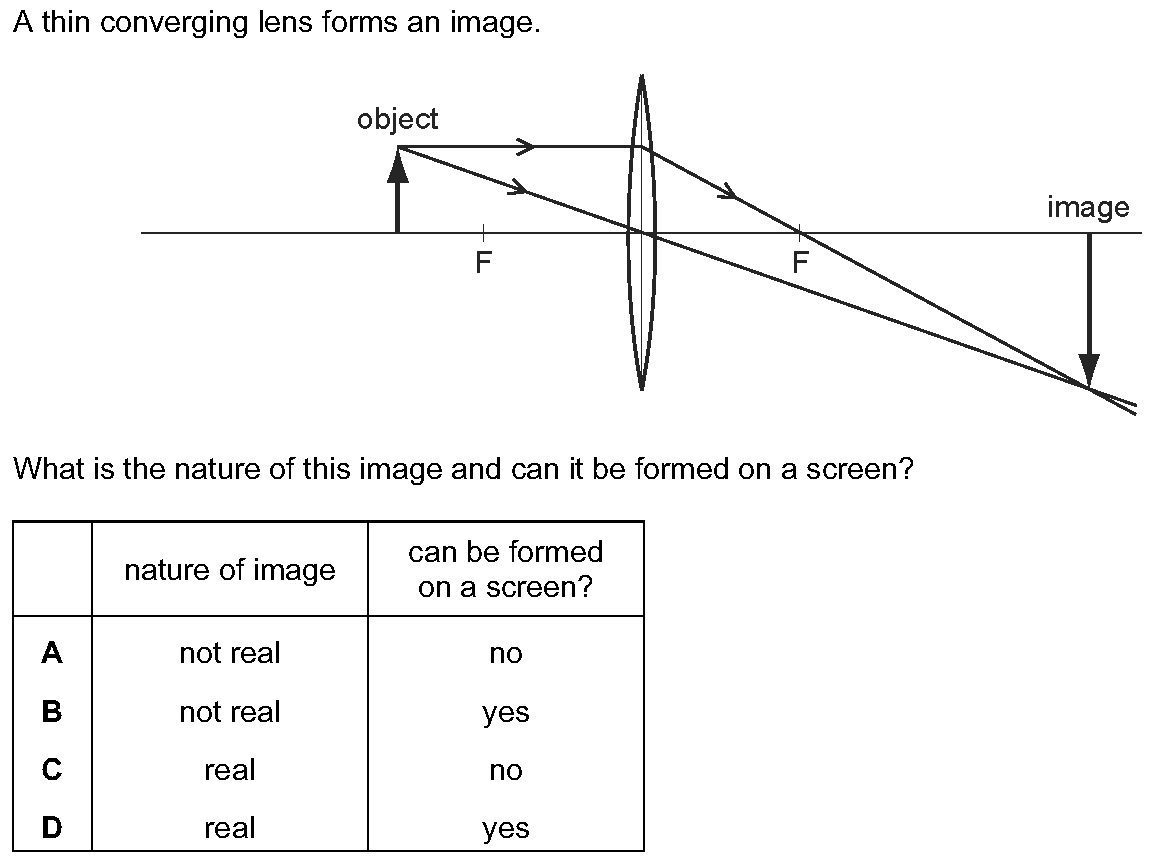 A thin converging lens forms an image.
object
image
F
F
What is the nature of this image and can it be formed on a screen?
nature of image
can be formed
on a screen?
A not real no
B not real yes
C real no
D real yes